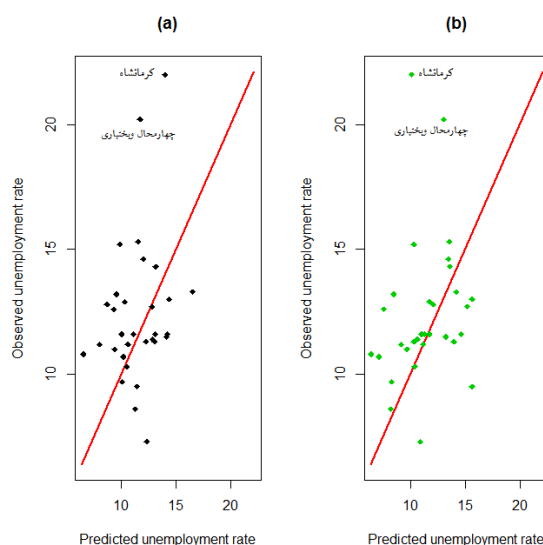 (a)
کرمانشاه
چهارمحال وبختیاری
Observed unemployment rate
20
15
10
10 15 20
Predicted unemployment rate
(b)
کرمانشاه
چهارمحال وبختیاری
Observed unemployment rate
20
15
10
10 15 20
Predicted unemployment rate